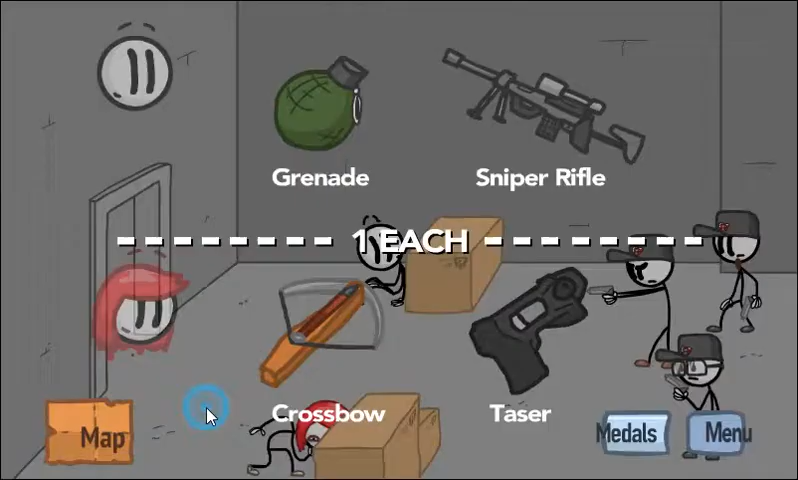 Grenade
Sniper Rifle
1 EACH
Crossbow
Taser
Map
Medals
Menu